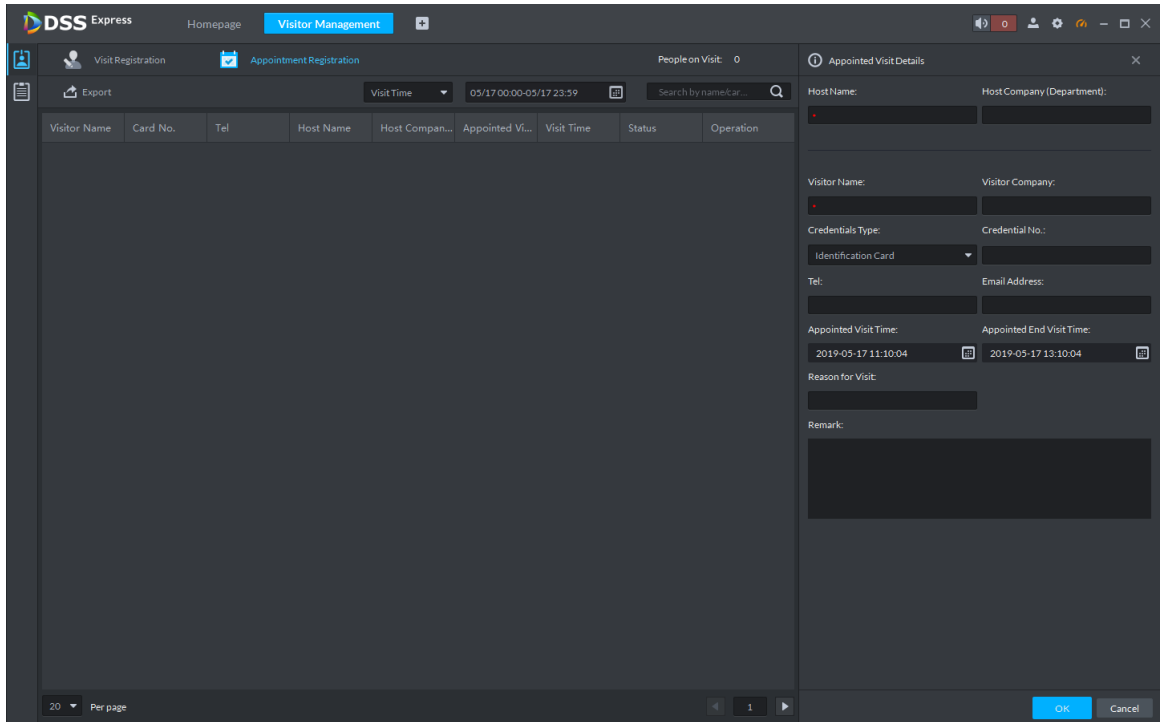 DSS Express Homepage Visitor Management 0
Visit Registration Appointment Registration People on Visit: 0
Export Visit Time 05/17 00:00-05/17 23:59 Search by name/car...
Visitor Name Card No. Tel Host Name Host Compan... Appointed Vi... Visit Time Status Operation
20 Per page 1
Appointed Visit Details
Host Name: Host Company (Department):
*
Visitor Name: Visitor Company:
*
Credentials Type: Credential No.:
Identification Card
Tel: Email Address:
Appointed Visit Time: Appointed End Visit Time:
2019-05-17 11:10:04 2019-05-17 13:10:04
Reason for Visit:
Remark:
OK Cancel